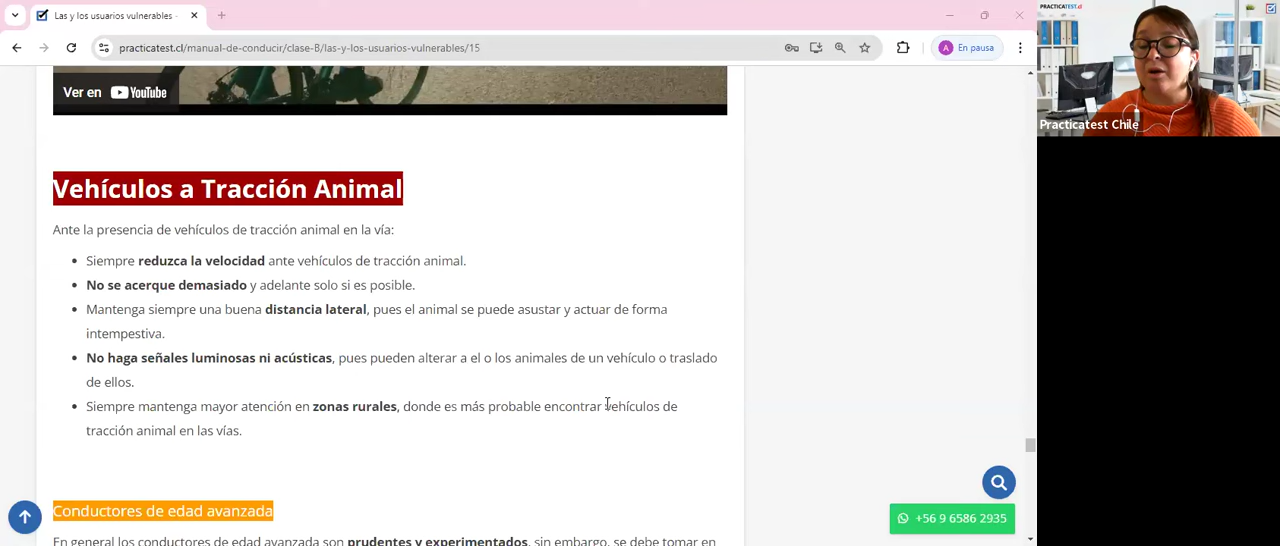 Las y los usuarios vulnerables -
practicatest.cl/manual-de-conducir/clase-B/las-y-los-usuarios-vulnerables/15
A
En pausa
PRACTICATEST.cl
Practicatest Chile
Ver en YouTube
Vehículos a Tracción Animal
Ante la presencia de vehículos de tracción animal en la vía:
Siempre reduzca la velocidad ante vehículos de tracción animal.
No se acerque demasiado y adelante solo si es posible.
Mantenga siempre una buena distancia lateral, pues el animal se puede asustar y actuar de forma
intempestiva.
No haga señales luminosas ni acústicas, pues pueden alterar a el o los animales de un vehículo o traslado
de ellos.
Siempre mantenga mayor atención en zonas rurales, donde es más probable encontrar vehículos de
tracción animal en las vías.
Conductores de edad avanzada
En general los conductores de edad avanzada son prudentes y experimentados, sin embargo, se debe tomar en
+56 9 6586 2935